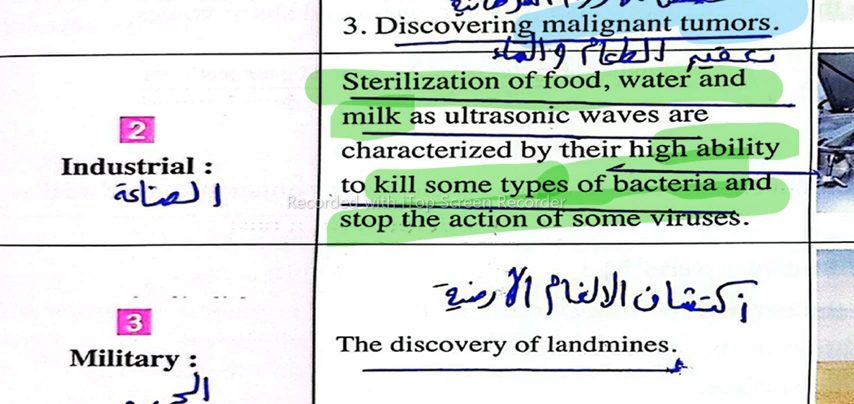 3. Discovering malignant tumors.
تعقيم الطعام والماء
2
Industrial :
الصناعة
Sterilization of food, water and
milk as ultrasonic waves are
characterized by their high ability
to kill some types of bacteria and
stop the action of some viruses.
Recorded with iTop Screen Recorder
اكتشاف الالغام الارضية
3
Military :
The discovery of landmines.